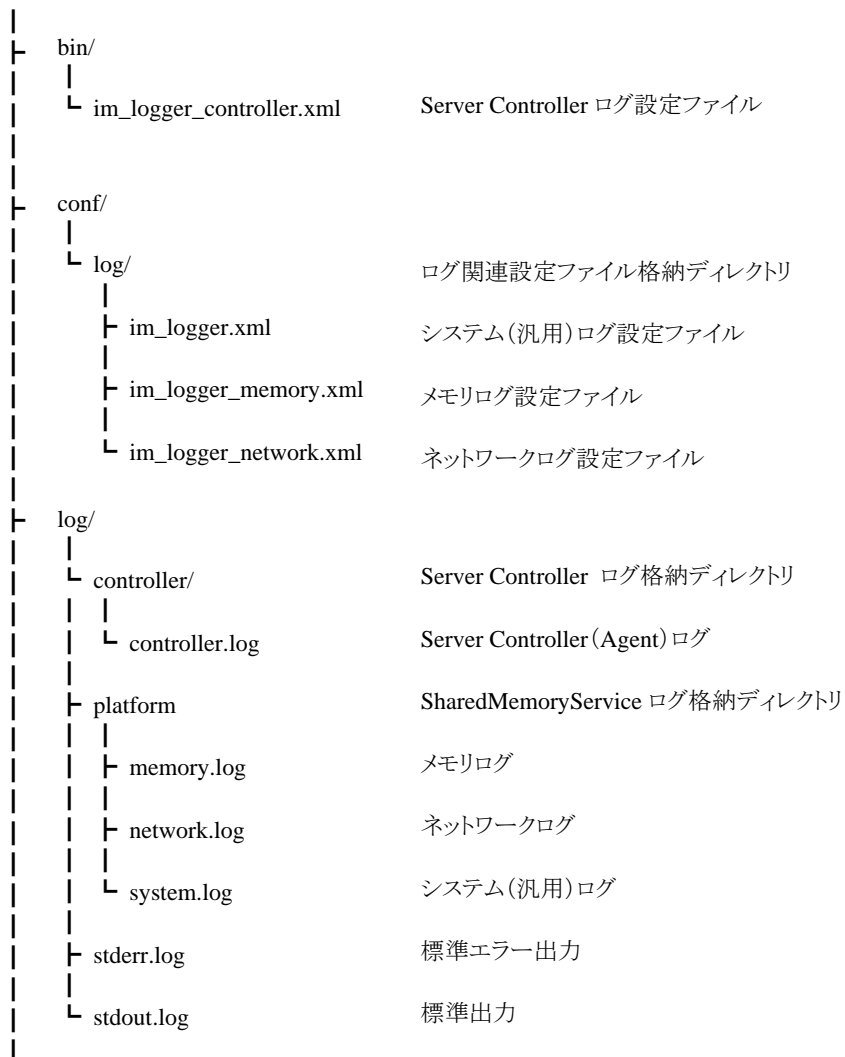 bin/
im_logger_controller.xml Server Controller ログ設定ファイル
conf/
log/ ログ関連設定ファイル格納ディレクトリ
im_logger.xml システム(汎用)ログ設定ファイル
im_logger_memory.xml メモリログ設定ファイル
im_logger_network.xml ネットワークログ設定ファイル
log/
controller/ Server Controller ログ格納ディレクトリ
controller.log Server Controller(Agent)ログ
platform SharedMemoryService ログ格納ディレクトリ
memory.log メモリログ
network.log ネットワークログ
system.log システム(汎用)ログ
stderr.log 標準エラー出力
stdout.log 標準出力